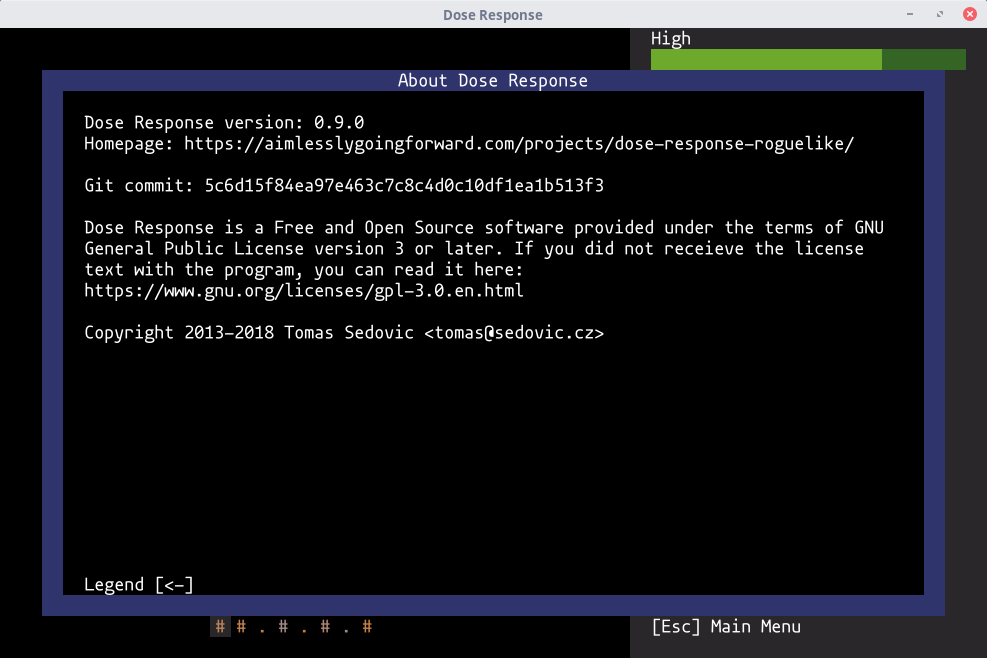 Dose Response
High
About Dose Response
Dose Response version: 0.9.0
Homepage: https://aimlesslygoingforward.com/projects/dose-response-roguelike/
Git commit: 5c6d15f84ea97e463c7c8c4d0c10df1ea1b513f3
Dose Response is a Free and Open Source software provided under the terms of GNU
General Public License version 3 or later. If you did not receieve the license
text with the program, you can read it here:
https://www.gnu.org/licenses/gpl-3.0.en.html
Copyright 2013-2018 Tomas Sedovic <tomas@sedovic.cz>
Legend [<-]
# # . # . # . #
[Esc] Main Menu